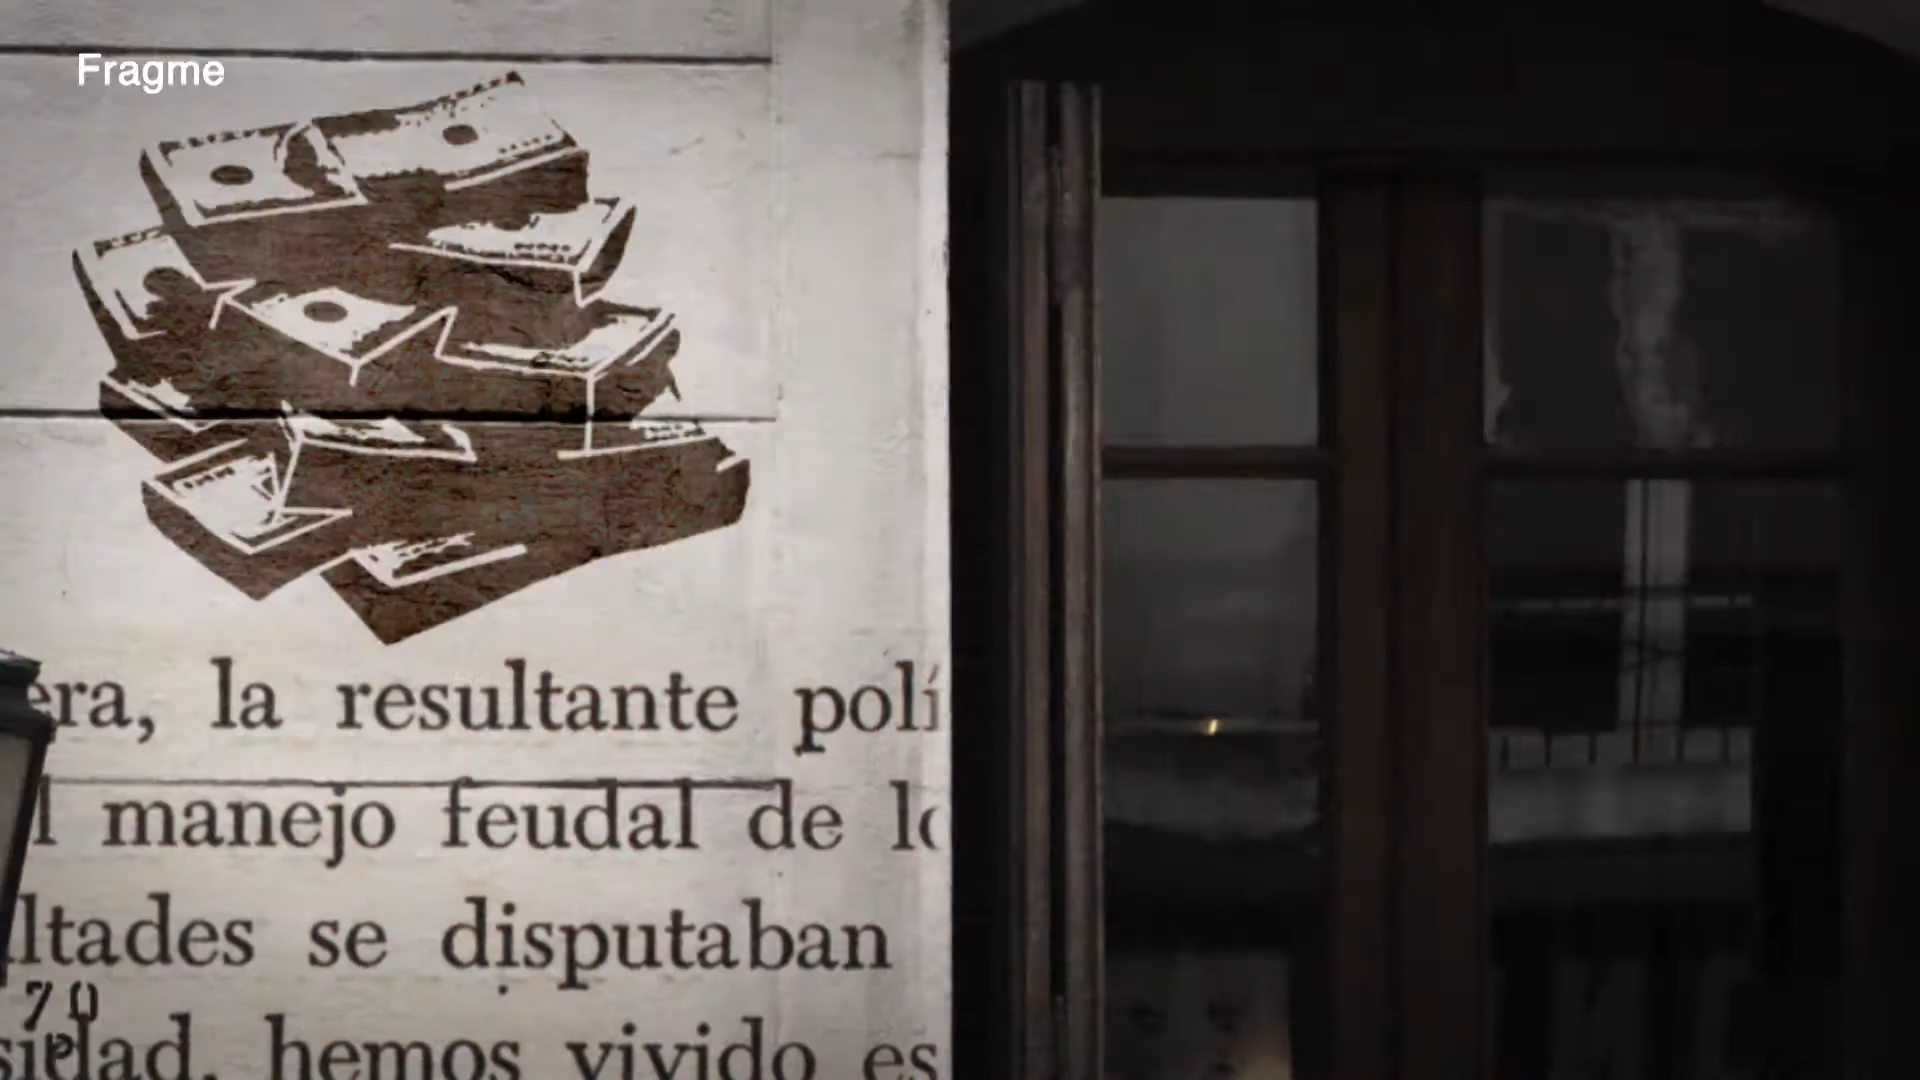 Fragme
era, la resultante polí
l manejo feudal de lo
ltades se disputaban
70
sidad, hemos vivido es